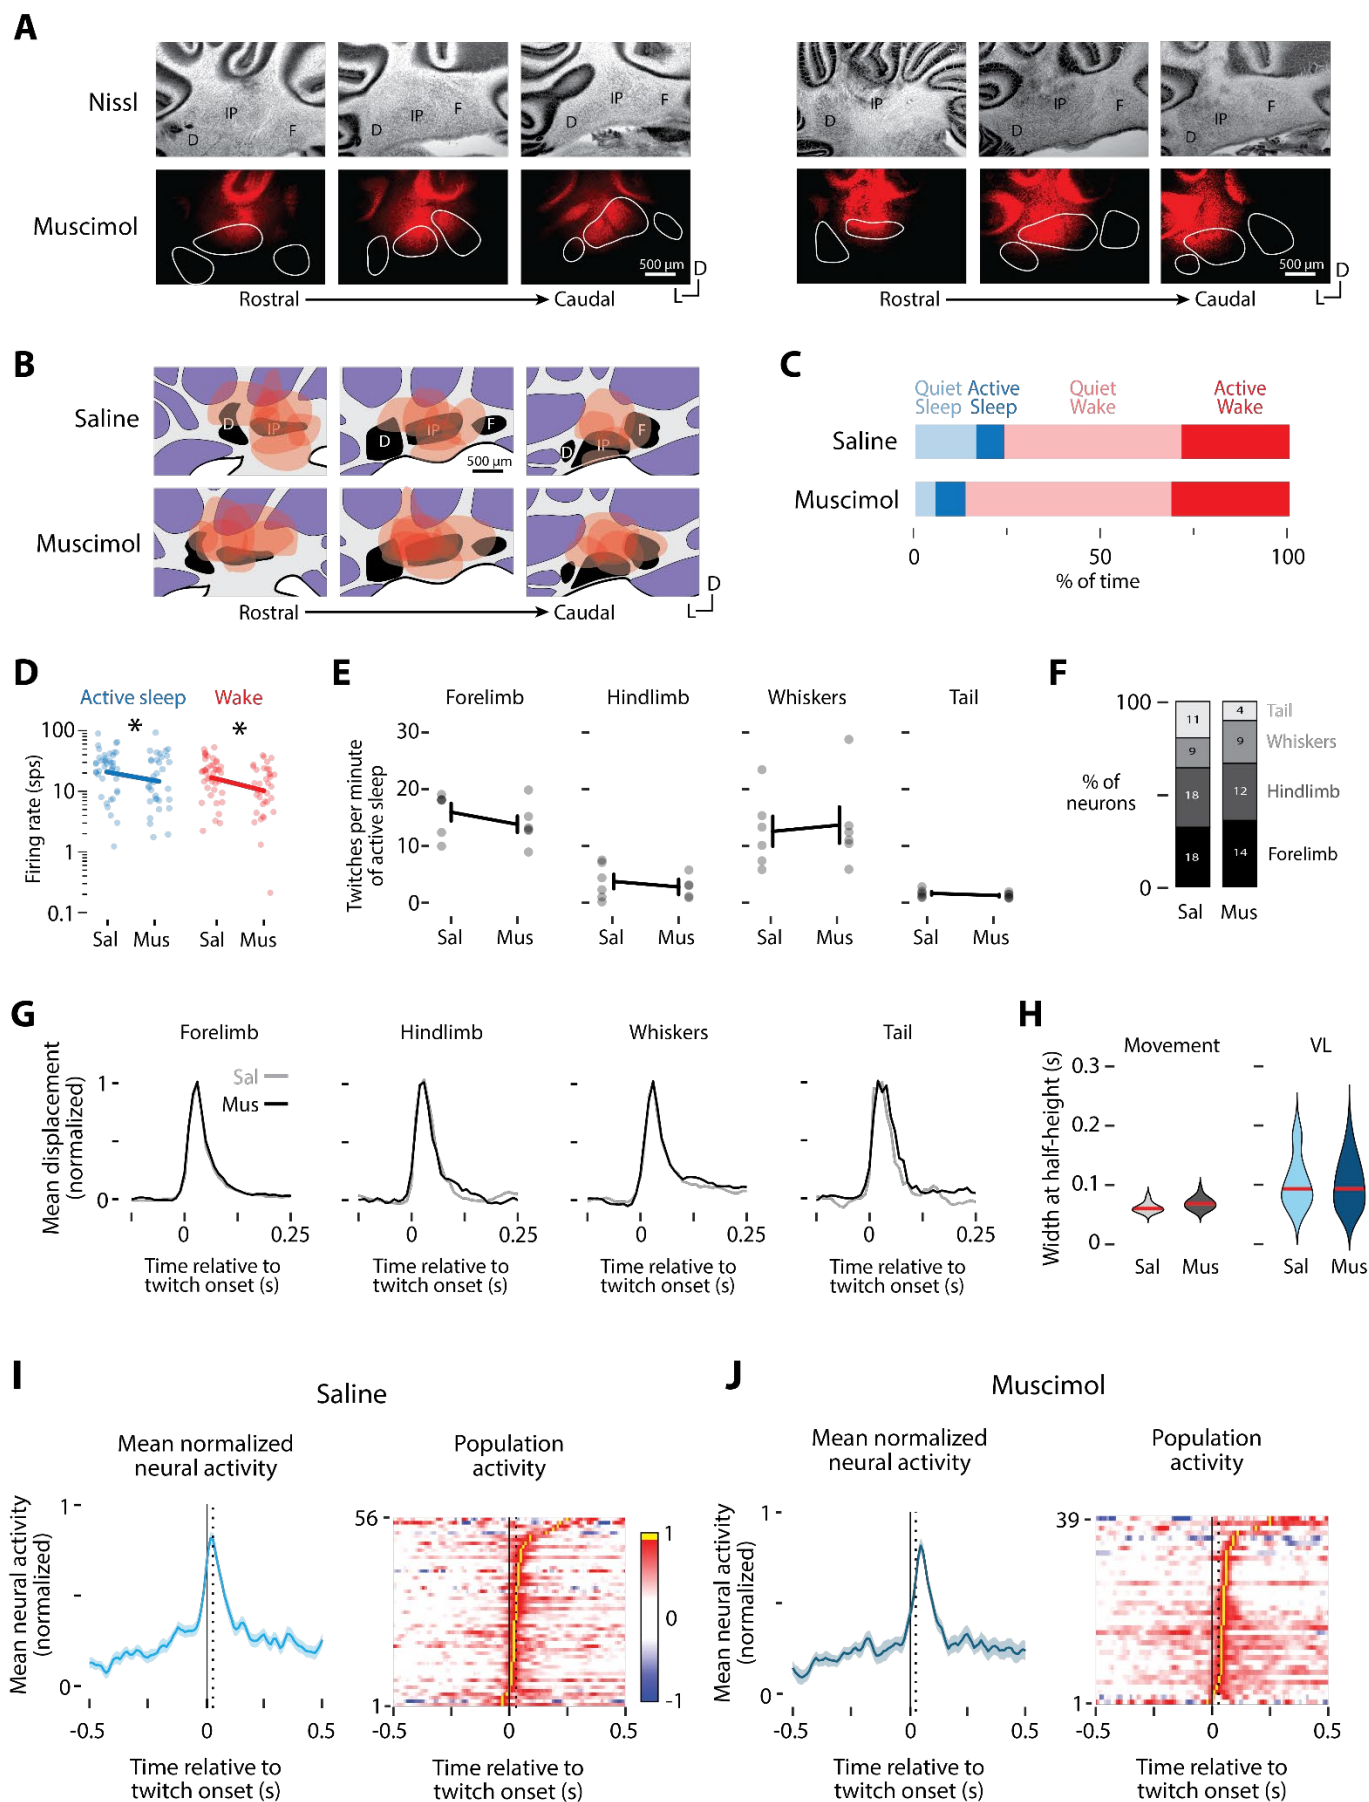 A
Nissl
D
IP
F
D
IP
F
D
IP
F
D
IP
D
IP
F
D
IP
F
Muscimol
500 µm
D
L
500 µm
D
L
Rostral
Caudal
Rostral
Caudal
B
Saline
D
IP
D
IP
F
500 µm
D
IP
F
Muscimol
Rostral
Caudal
D
L
C
Quiet Active
Sleep Sleep
Quiet
Wake
Active
Wake
Saline
Muscimol
0
50
100
% of time
D
Active sleep
Wake
*
*
Firing rate (sps)
100
10
1
0.1
Sal
Mus
Sal
Mus
E
Forelimb
Hindlimb
Whiskers
Tail
Twitches per minute
of active sleep
30
20
10
0
Sal
Mus
Sal
Mus
Sal
Mus
Sal
Mus
F
100
% of
neurons
0
11
9
18
18
4
9
12
14
Tail
Whiskers
Hindlimb
Forelimb
Sal
Mus
G
Forelimb
Hindlimb
Whiskers
Tail
Mean displacement
(normalized)
Sal
Mus
1
0
0
0.25
0
0.25
0
0.25
0
0.25
Time relative to
twitch onset (s)
Time relative to
twitch onset (s)
Time relative to
twitch onset (s)
Time relative to
twitch onset (s)
H
Movement
VL
Width at half-height (s)
0.3
0.2
0.1
0
Sal
Mus
Sal
Mus
I
Saline
Mean normalized
neural activity
Population
activity
Mean neural activity
(normalized)
1
0
-0.5
0
0.5
Time relative to
twitch onset (s)
56
1
-0.5
0
0.5
Time relative to
twitch onset (s)
1
0
-1
J
Muscimol
Mean normalized
neural activity
Population
activity
Mean neural activity
(normalized)
1
0
-0.5
0
0.5
Time relative to
twitch onset (s)
39
1
-0.5
0
0.5
Time relative to
twitch onset (s)